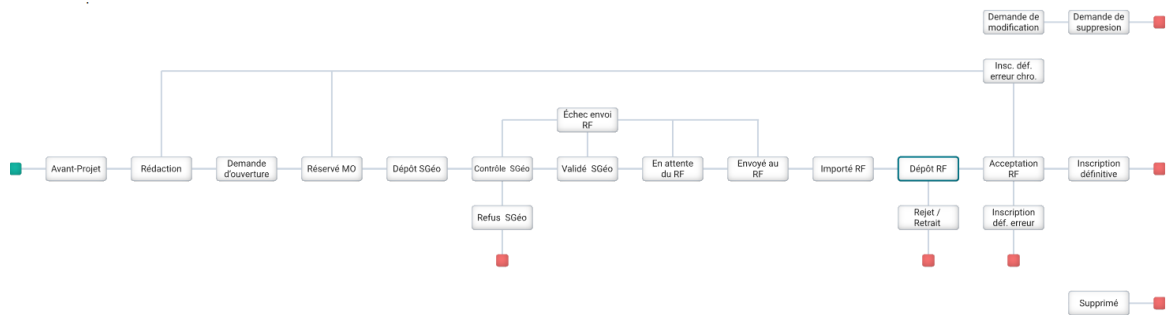 Demande de
modification
Demande de
suppresion
Insc. déf.
erreur chro.
Échec envoi
RF
Avant-Projet
Rédaction
Demande
d'ouverture
Réservé MO
Dépôt SGéo
Contrôle SGéo
Validé SGéo
En attente
du RF
Envoyé au
RF
Importé RF
Dépôt RF
Acceptation
RF
Inscription
définitive
Refus SGéo
Rejet /
Retrait
Inscription
déf. erreur
Supprimé